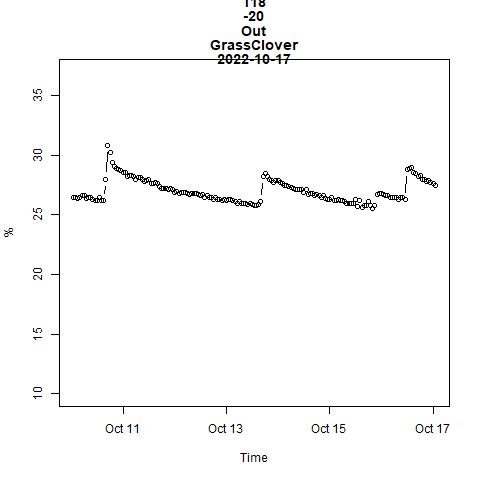 T18
-20
Out
GrassClover
2022-10-17
35
30
25
20
15
10
%
Oct 11
Oct 13
Oct 15
Oct 17
Time